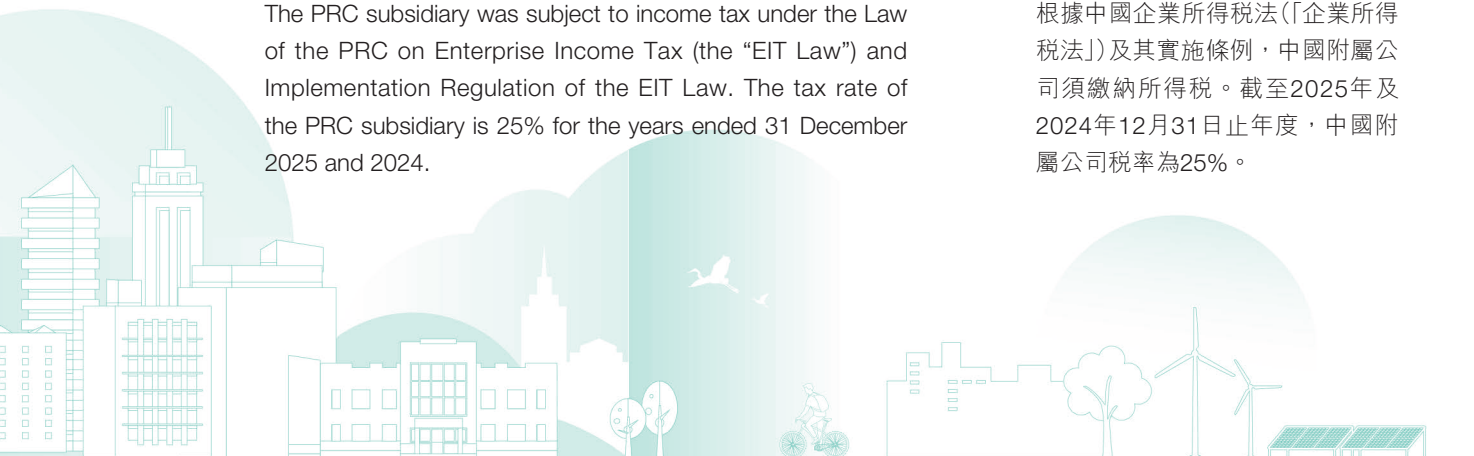 The PRC subsidiary was subject to income tax under the Law
of the PRC on Enterprise Income Tax (the “EIT Law”) and
Implementation Regulation of the EIT Law. The tax rate of
the PRC subsidiary is 25% for the years ended 31 December
2025 and 2024.
根據中國企業所得稅法(「企業所得
稅法」)及其實施條例，中國附屬公
司須繳納所得稅。截至2025年及
2024年12月31日止年度，中國附
屬公司稅率為25%。